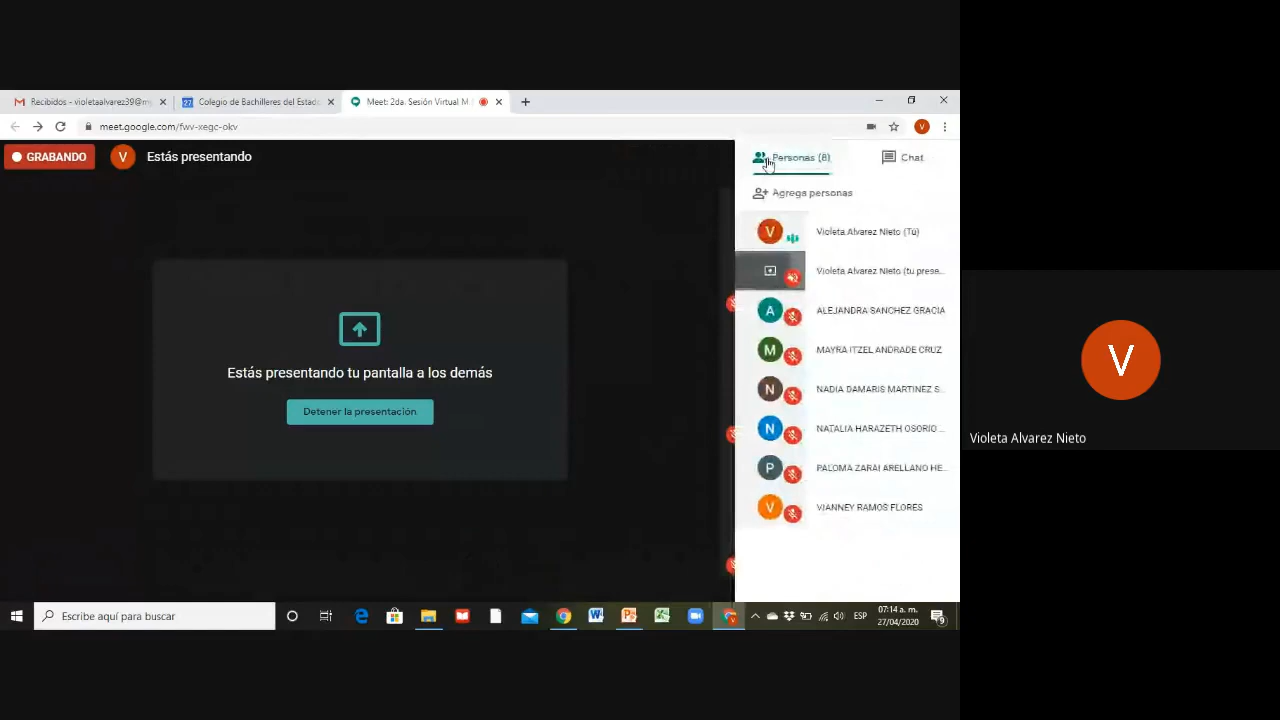 Recibidos - violetaalvarez39@m
Colegio de Bachilleres del Estado
Meet: 2da. Sesión Virtual M
meet.google.com/fwv-xegc-okv
V
GRABANDO
V
Estás presentando
Personas (8)
Chat
Agrega personas
V
Violeta Alvarez Nieto (Tú)
Violeta Alvarez Nieto (tu prese...
A
ALEJANDRA SANCHEZ GRACIA
M
MAYRA ITZEL ANDRADE CRUZ
N
NADIA DAMARIS MARTINEZ S...
N
NATALIA HARAZETH OSORIO ...
P
PALOMA ZARAI ARELLANO HE...
V
VIANNEY RAMOS FLORES
Estás presentando tu pantalla a los demás
Detener la presentación
V
Violeta Alvarez Nieto
Escribe aquí para buscar
ESP
07:14 a. m.
27/04/2020
9